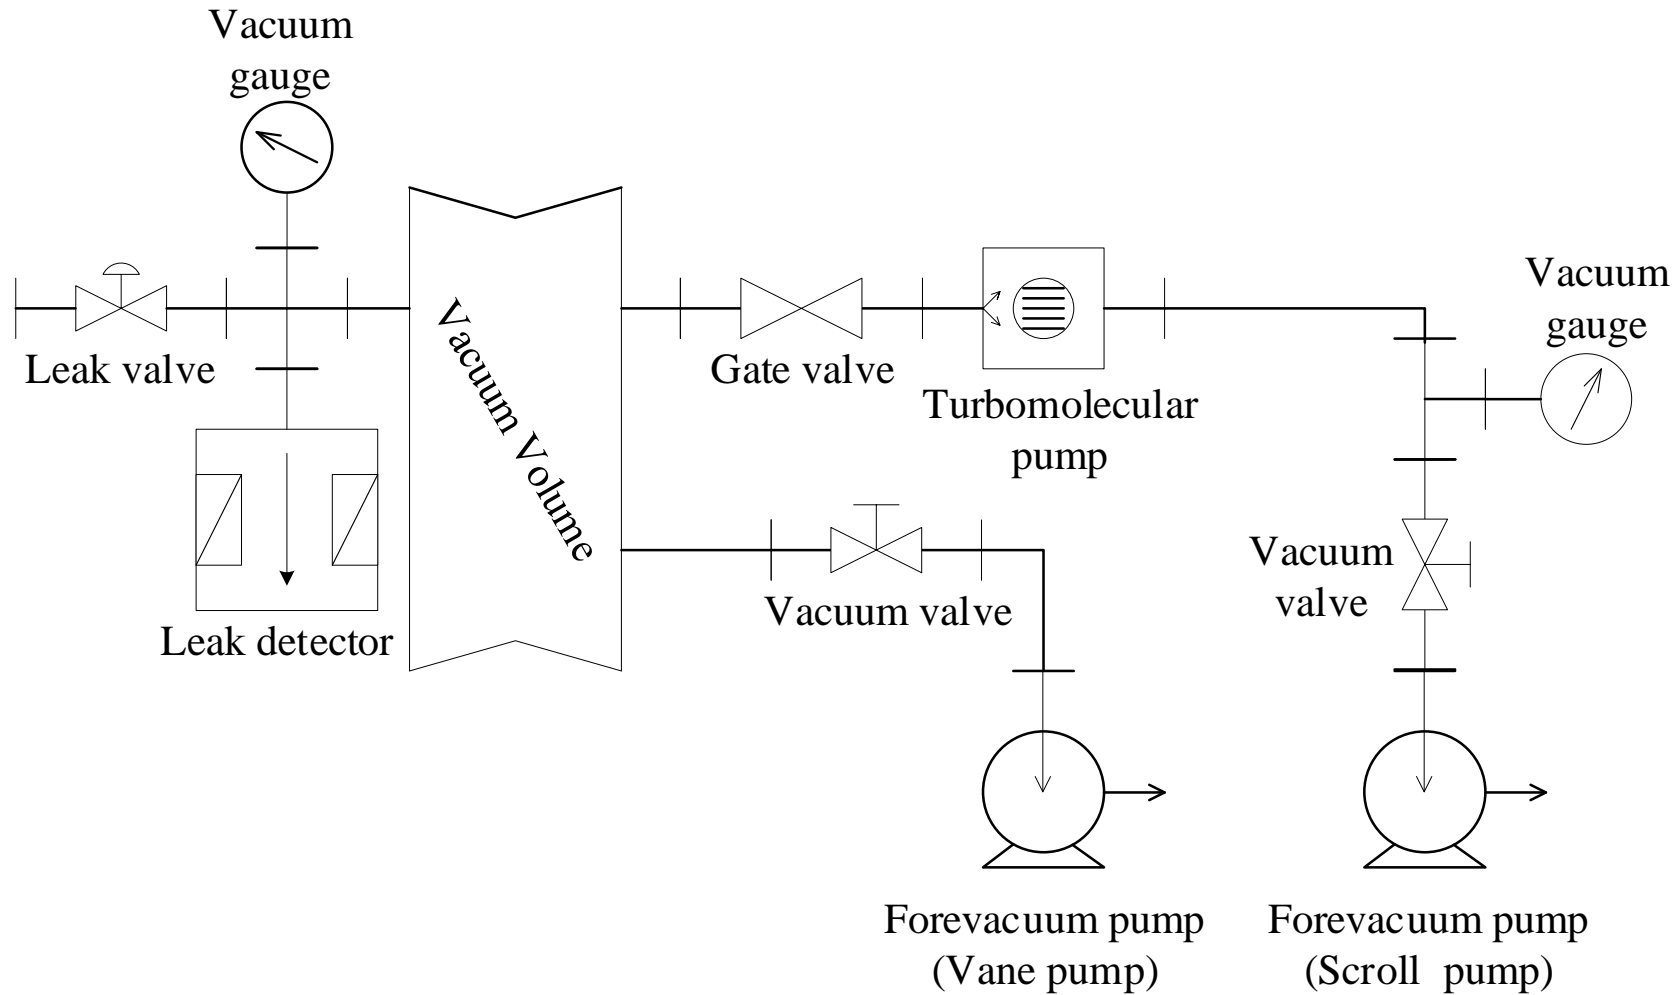 Vacuum
gauge
Leak valve
Leak detector
Vacuum Volume
Gate valve
Turbomolecular
pump
Vacuum
gauge
Vacuum valve
Vacuum
valve
Forevacuum pump
(Vane pump)
Forevacuum pump
(Scroll pump)